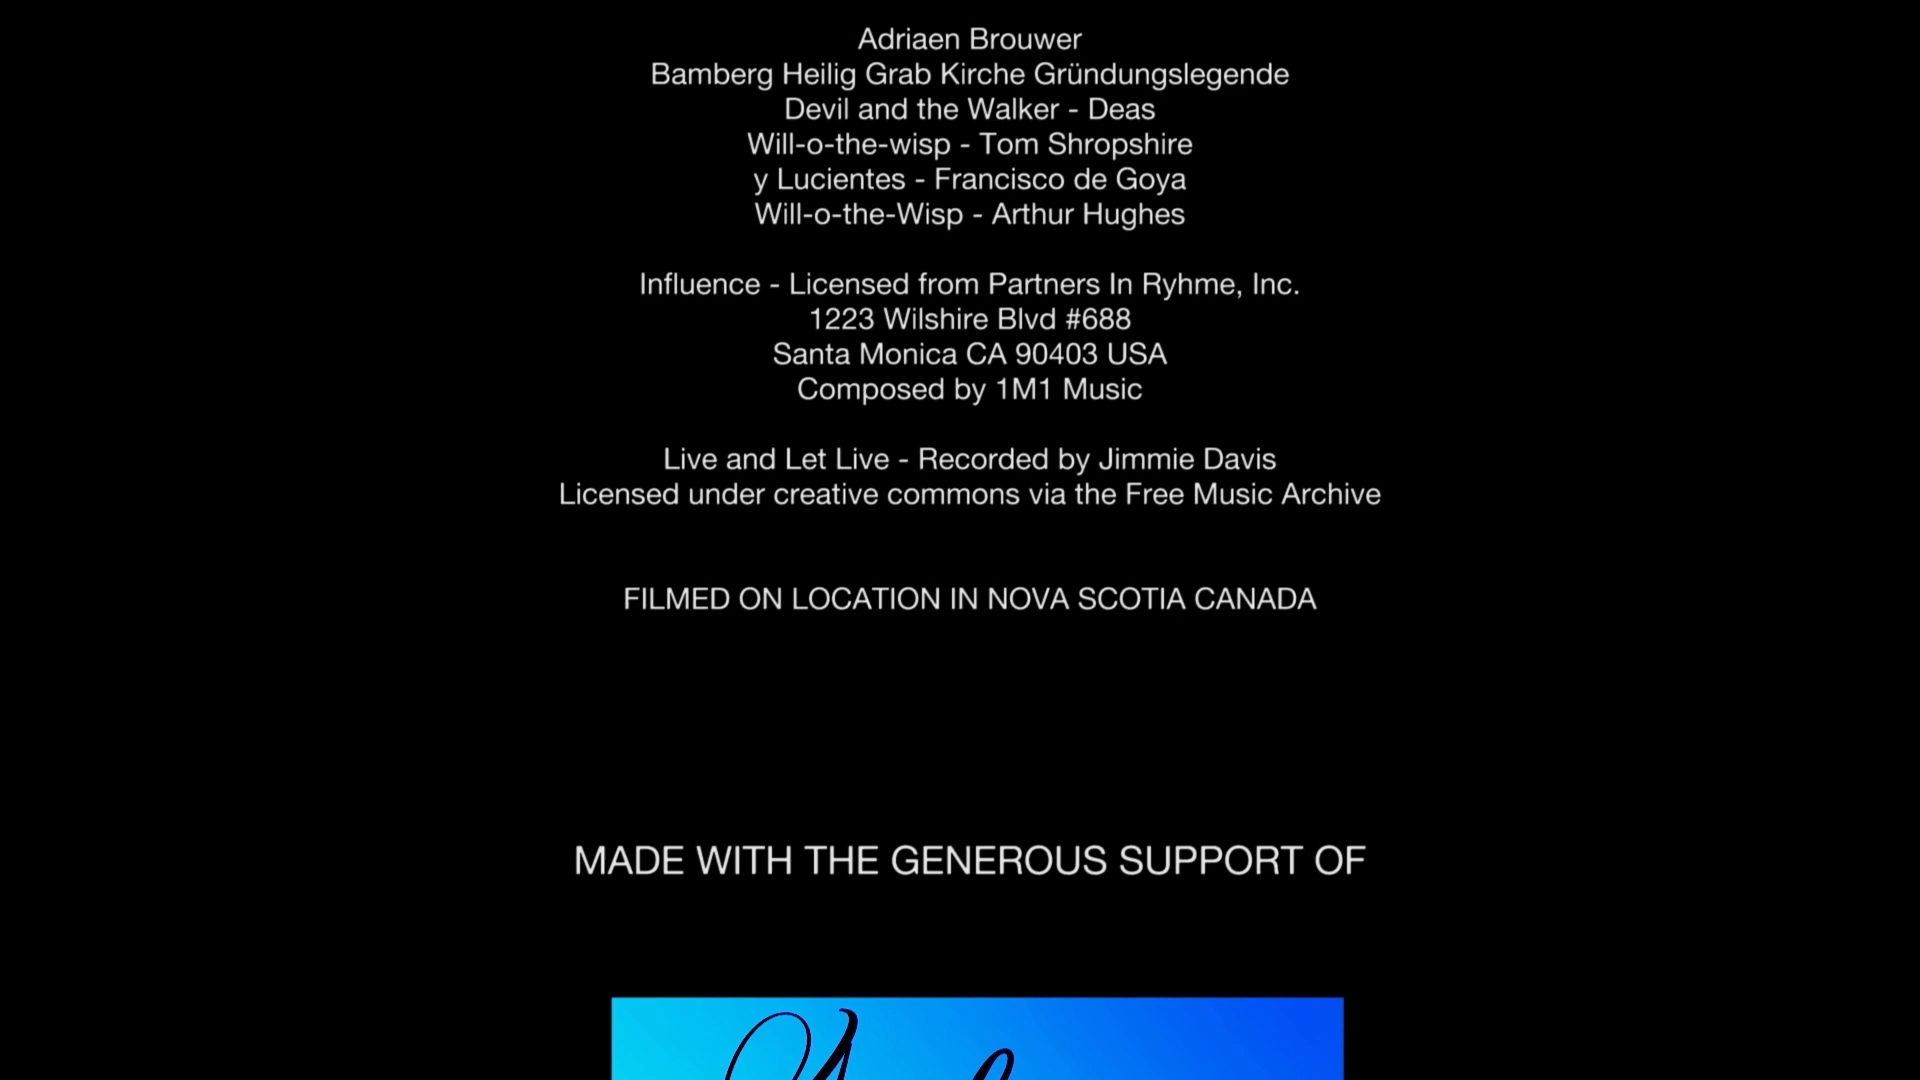 Adriaen Brouwer
Bamberg Heilig Grab Kirche Gründungslegende
Devil and the Walker - Deas
Will-o-the-wisp - Tom Shropshire
y Lucientes - Francisco de Goya
Will-o-the-Wisp - Arthur Hughes
Influence - Licensed from Partners In Ryhme, Inc.
1223 Wilshire Blvd #688
Santa Monica CA 90403 USA
Composed by 1M1 Music
Live and Let Live - Recorded by Jimmie Davis
Licensed under creative commons via the Free Music Archive
FILMED ON LOCATION IN NOVA SCOTIA CANADA
MADE WITH THE GENEROUS SUPPORT OF